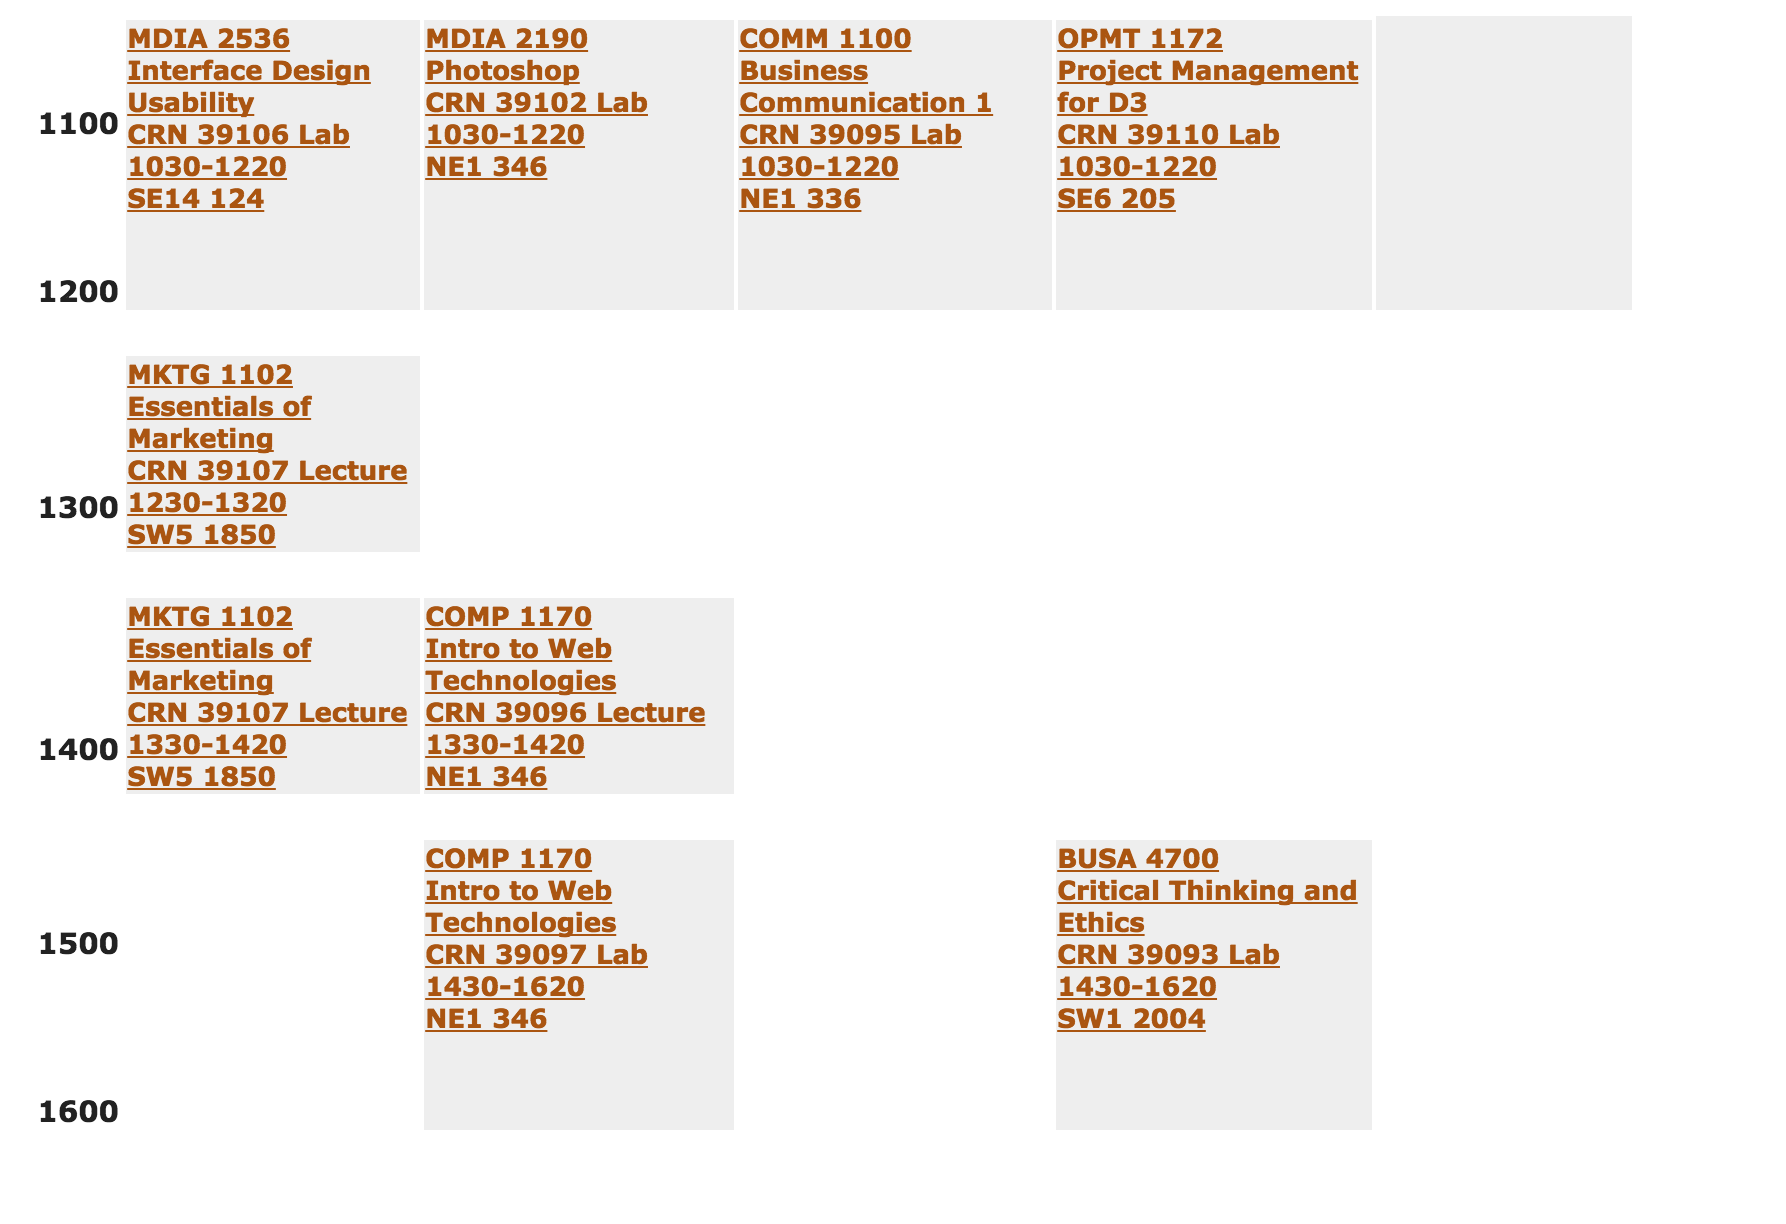 1100
1200
MDIA 2536
Interface Design
Usability
CRN 39106 Lab
1030-1220
SE14 124
MDIA 2190
Photoshop
CRN 39102 Lab
1030-1220
NE1 346
COMM 1100
Business
Communication 1
CRN 39095 Lab
1030-1220
NE1 336
OPMT 1172
Project Management
for D3
CRN 39110 Lab
1030-1220
SE6 205
1300
MKTG 1102
Essentials of
Marketing
CRN 39107 Lecture
1230-1320
SW5 1850
1400
MKTG 1102
Essentials of
Marketing
CRN 39107 Lecture
1330-1420
SW5 1850
COMP 1170
Intro to Web
Technologies
CRN 39096 Lecture
1330-1420
NE1 346
1500
1600
COMP 1170
Intro to Web
Technologies
CRN 39097 Lab
1430-1620
NE1 346
BUSA 4700
Critical Thinking and
Ethics
CRN 39093 Lab
1430-1620
SW1 2004